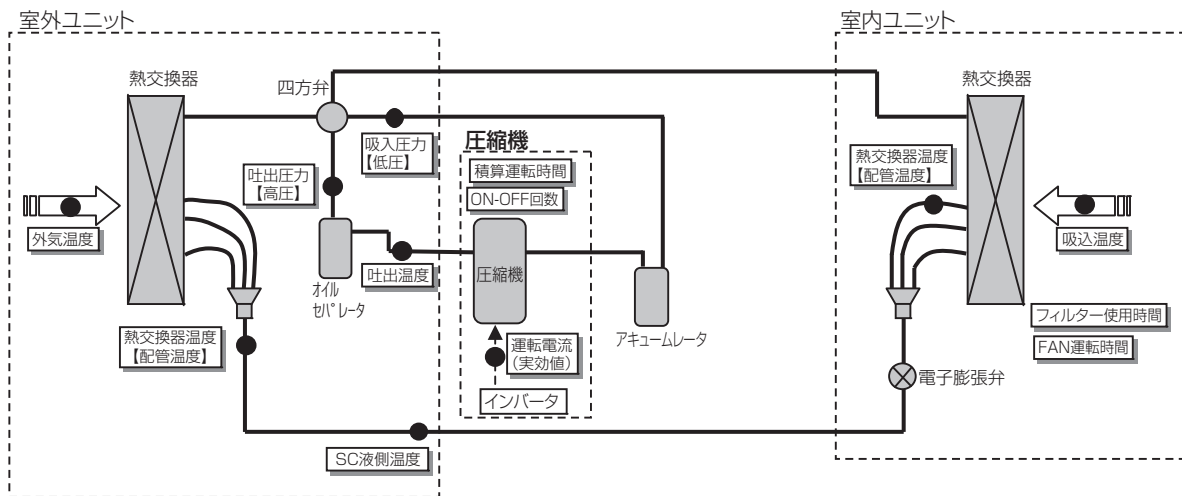 室外ユニット
室内ユニット
熱交換器
四方弁
吸入圧力
【低圧】
圧縮機
熱交換器
吐出圧力
【高圧】
積算運転時間
ON-OFF回数
熱交換器温度
【配管温度】
外気温度
吸込温度
吐出温度
圧縮機
オイル
セパレータ
アキュームレータ
熱交換器温度
【配管温度】
運転電流
(実効値)
インバータ
フィルター使用時間
FAN運転時間
電子膨張弁
SC液側温度